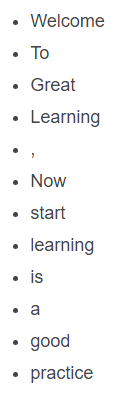 Welcome
To
Great
Learning
,
Now
start
learning
is
a
good
practice